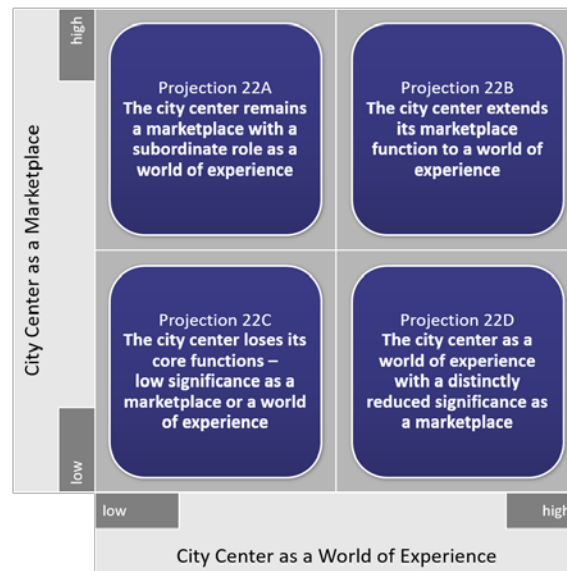 high
City Center as a Marketplace
low
Projection 22A
The city center remains
a marketplace with a
subordinate role as a
world of experience
Projection 22B
The city center extends
its marketplace
function to a world of
experience
Projection 22C
The city center loses its
core functions –
low significance as a
marketplace or a world
of experience
Projection 22D
The city center as a
world of experience
with a distinctly
reduced significance as
a marketplace
low
high
City Center as a World of Experience